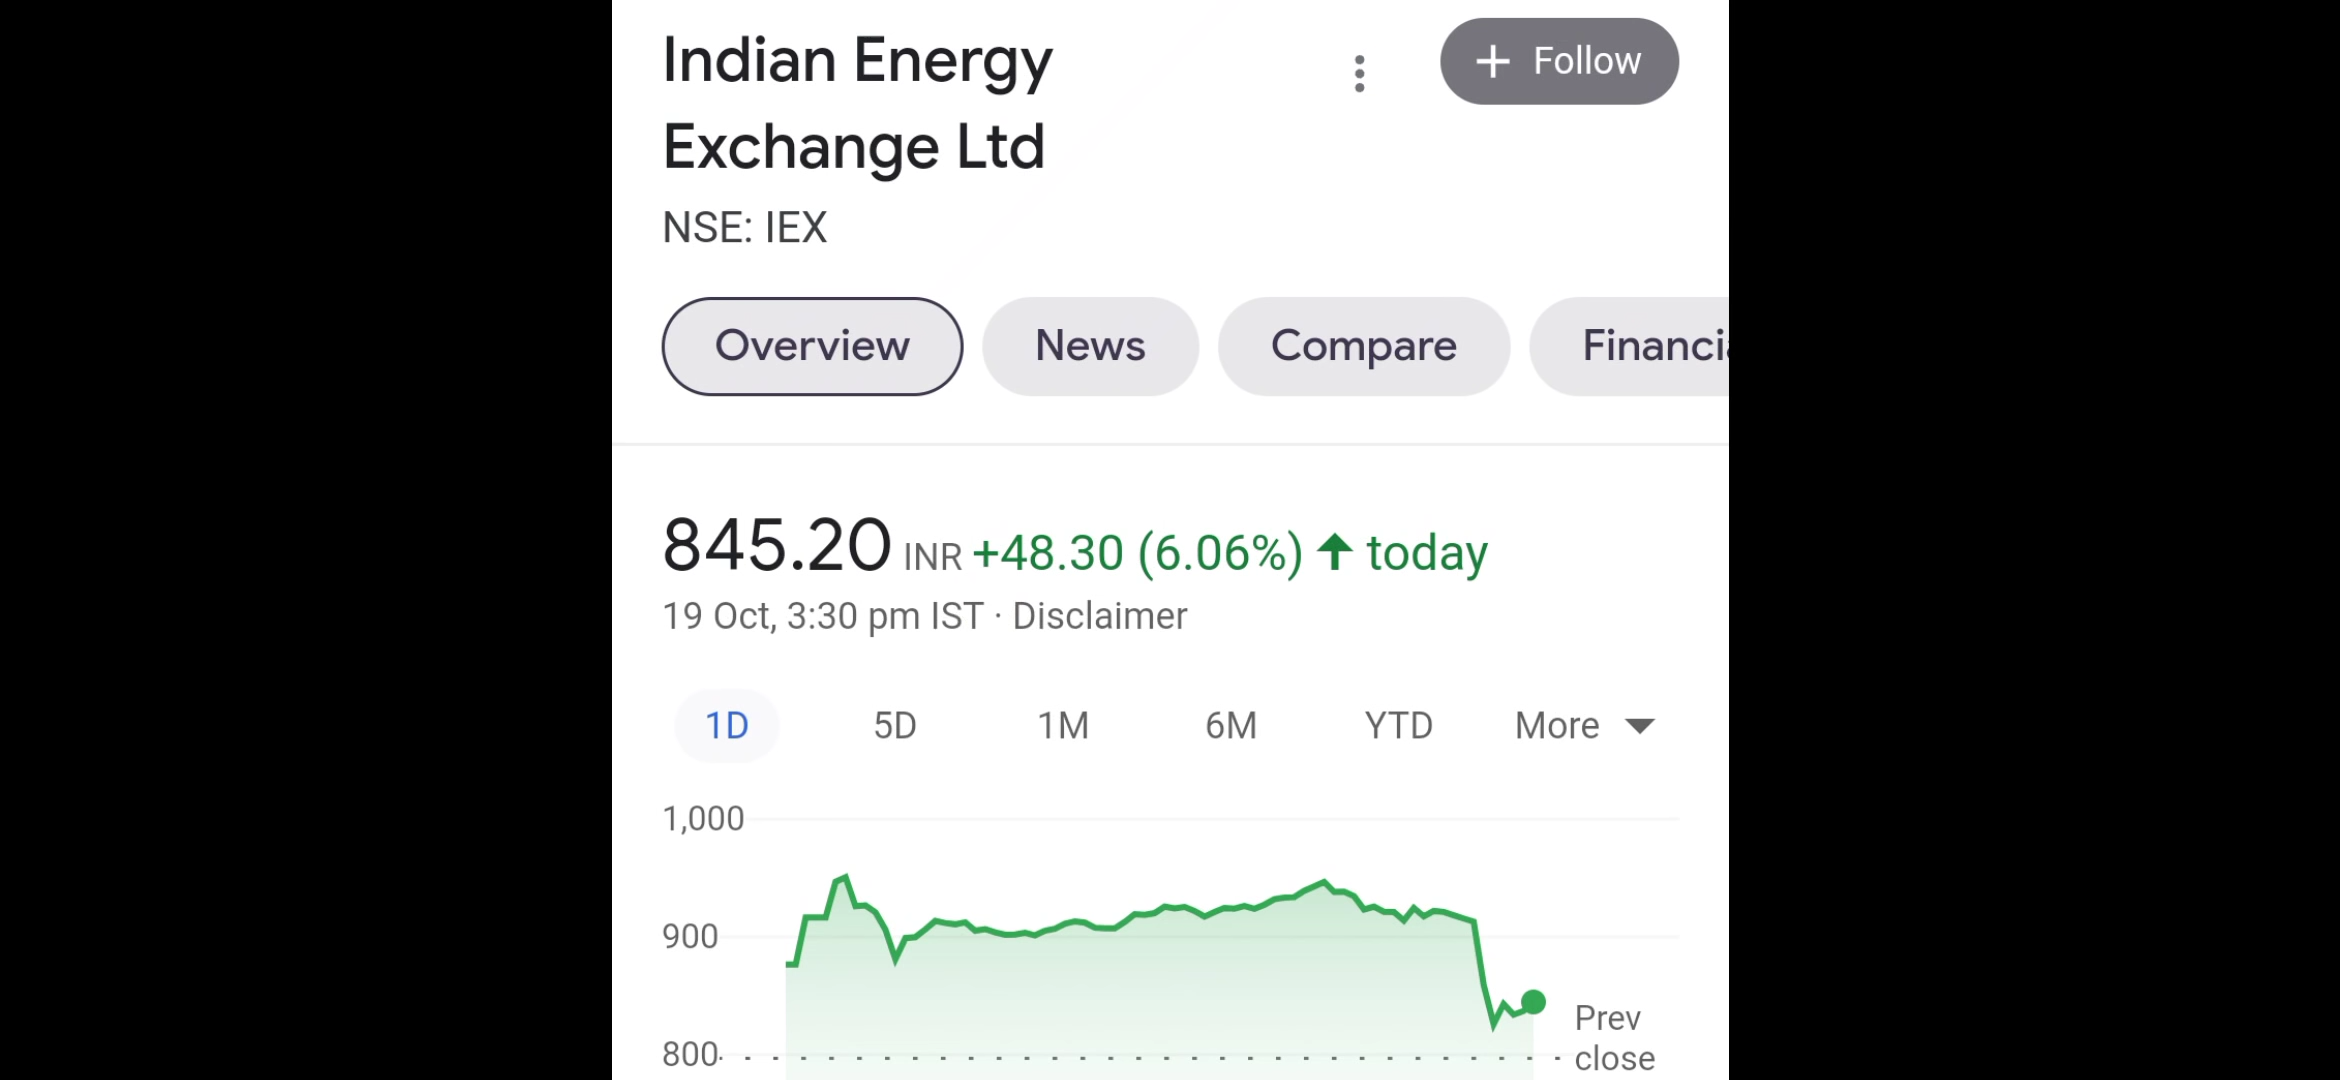 Indian Energy
Exchange Ltd
+ Follow
NSE: IEX
Overview News Compare Financia
845.20 INR +48.30 (6.06%) ↑ today
19 Oct, 3:30 pm IST · Disclaimer
1D 5D 1M 6M YTD More
1,000
900
800
Prev
close